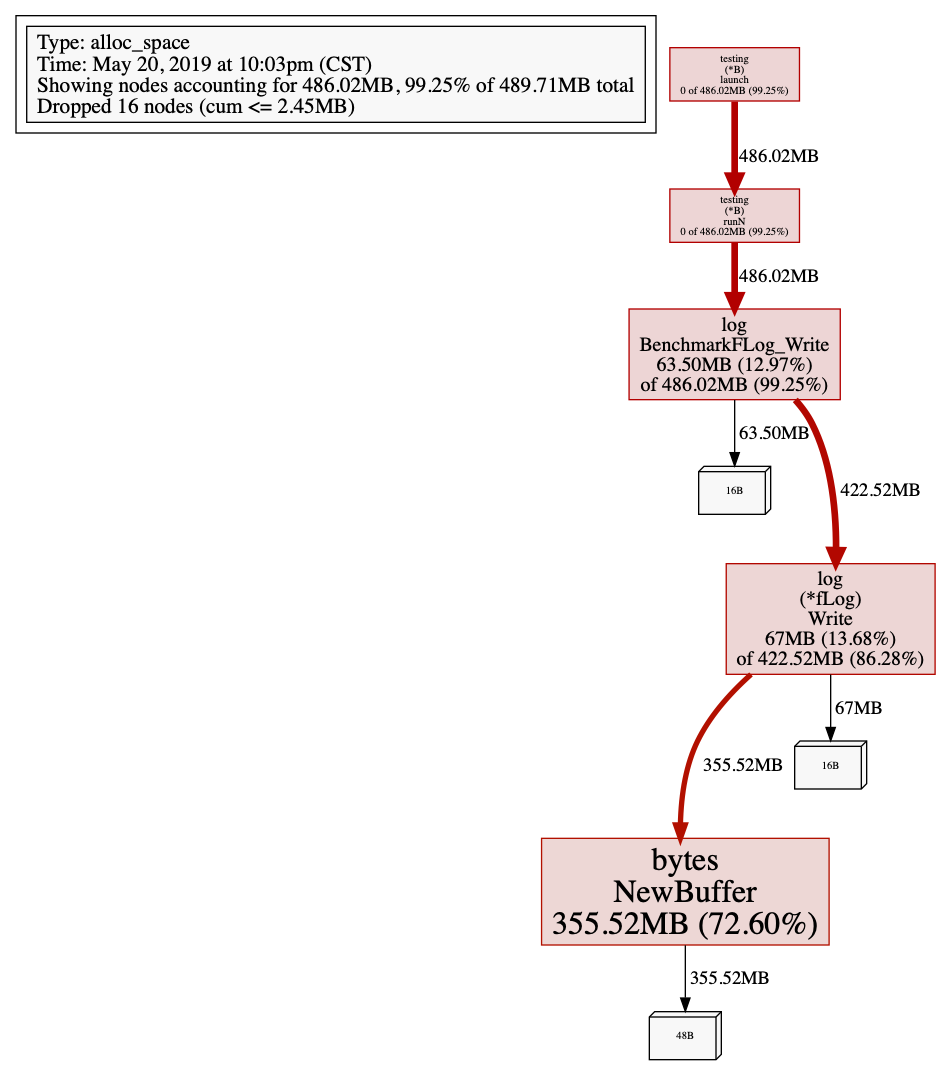 Type: alloc_space
Time: May 20, 2019 at 10:03pm (CST)
Showing nodes accounting for 486.02MB, 99.25% of 489.71MB total
Dropped 16 nodes (cum <= 2.45MB)
testing
(*B)
launch
0 of 486.02MB (99.25%)
486.02MB
testing
(*B)
runN
0 of 486.02MB (99.25%)
486.02MB
log
BenchmarkFLog_Write
63.50MB (12.97%)
of 486.02MB (99.25%)
63.50MB
16B
422.52MB
log
(*fLog)
Write
67MB (13.68%)
of 422.52MB (86.28%)
67MB
16B
355.52MB
bytes
NewBuffer
355.52MB (72.60%)
355.52MB
48B